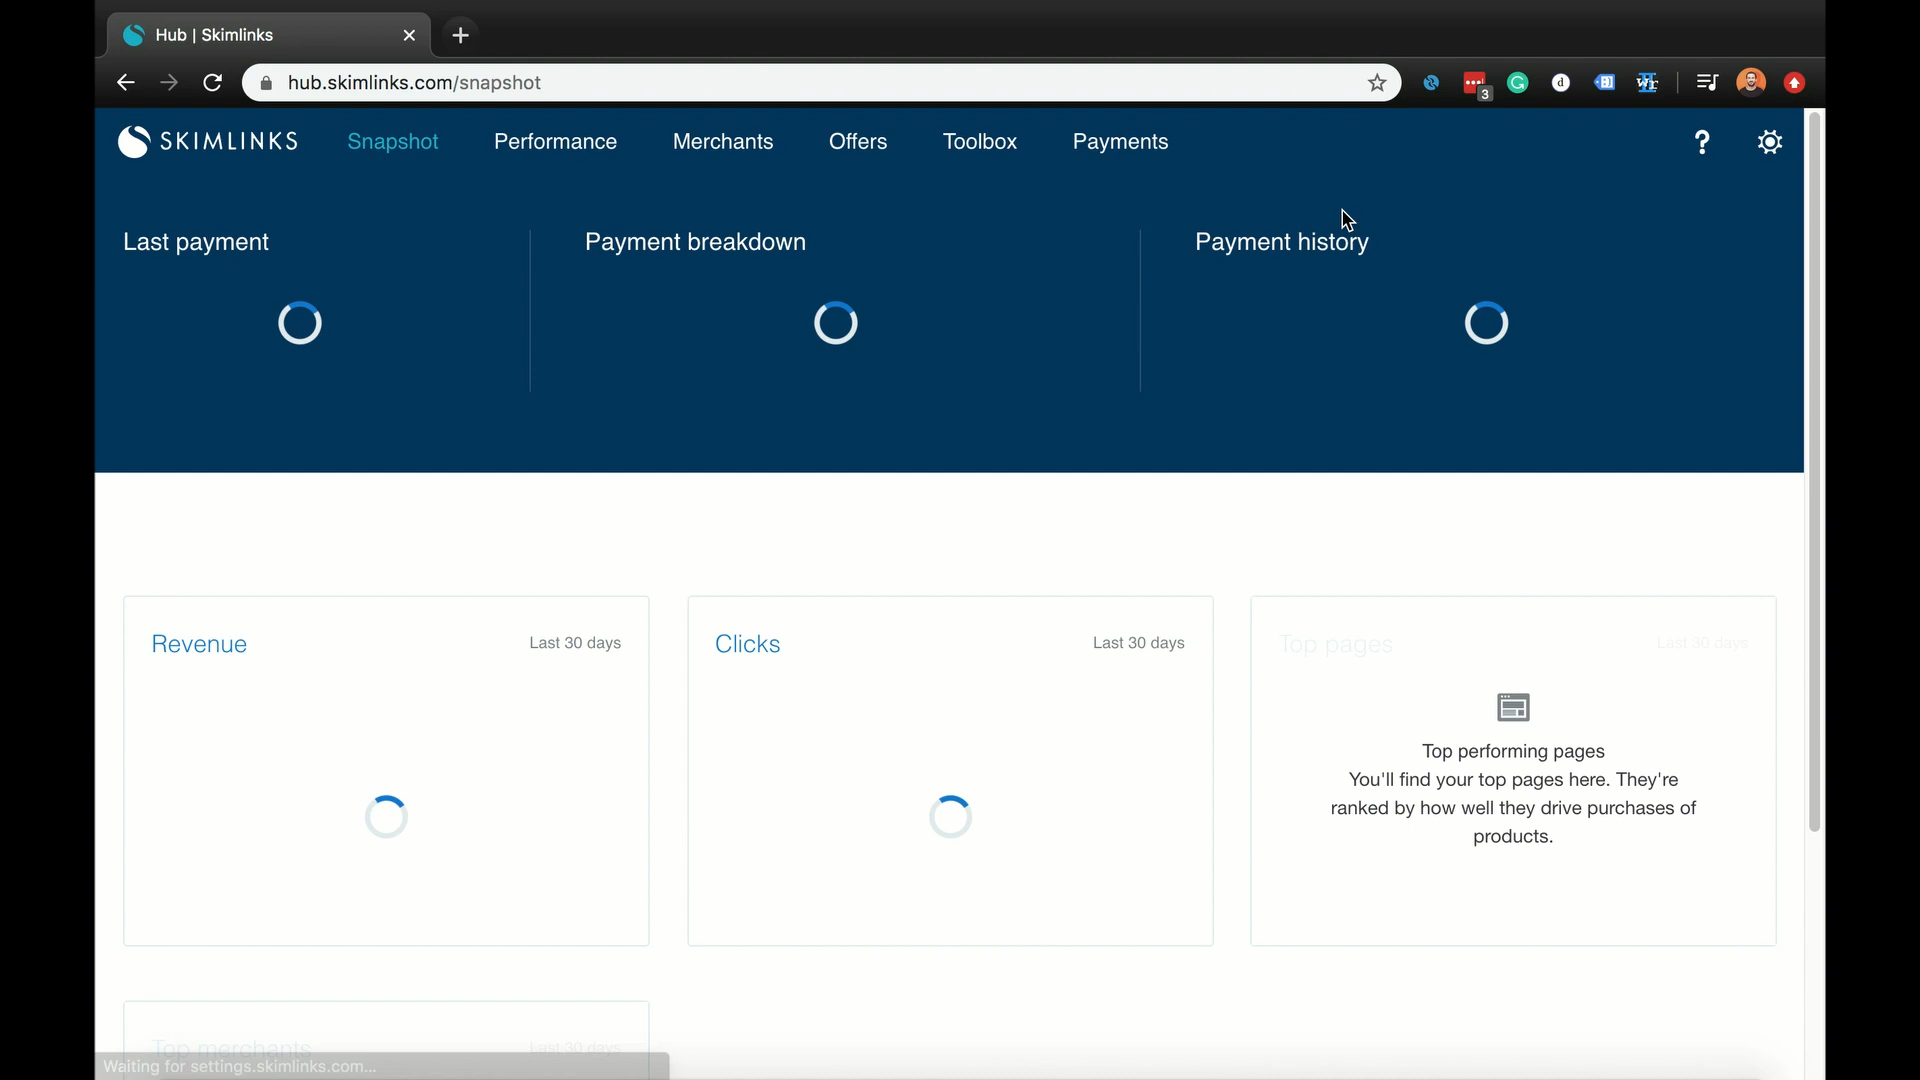 Hub | Skimlinks
hub.skimlinks.com/snapshot
3
SKIMLINKS
Snapshot
Performance
Merchants
Offers
Toolbox
Payments
?
Last payment
Payment breakdown
Payment history
Revenue
Last 30 days
Clicks
Last 30 days
Top pages
Last 30 days
Top performing pages
You'll find your top pages here. They're
ranked by how well they drive purchases of
products.
Top merchants
Last 30 days
Waiting for settings.skimlinks.com...